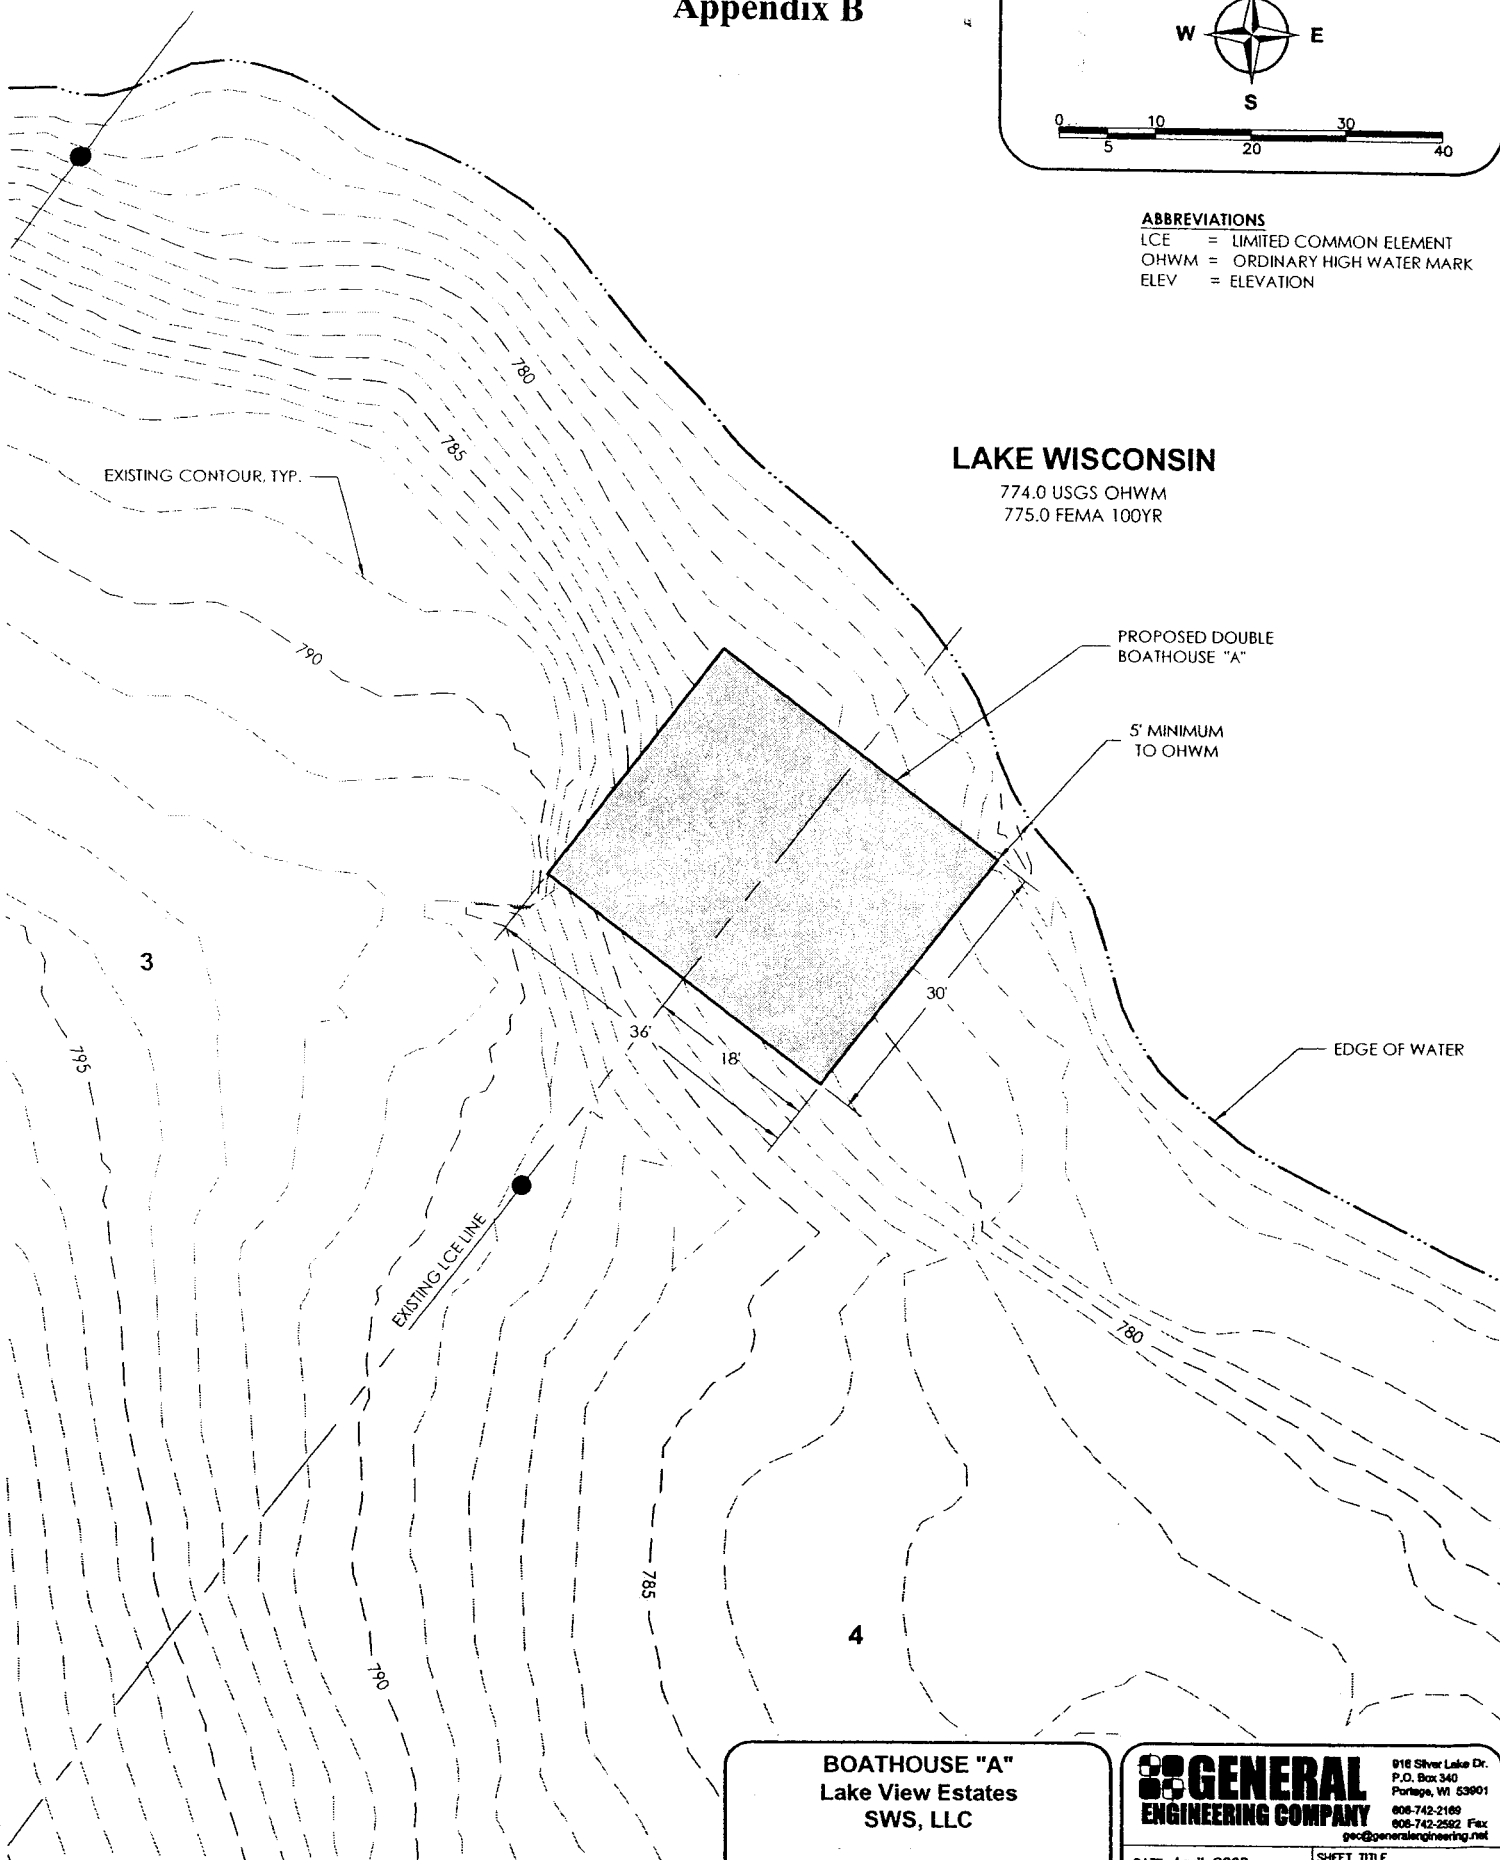 Appendix B
W E
S
0 10 30
5 20 40
ABBREVIATIONS
LCE = LIMITED COMMON ELEMENT
OHWM = ORDINARY HIGH WATER MARK
ELEV = ELEVATION
780
785
LAKE WISCONSIN
774.0 USGS OHWM
775.0 FEMA 100YR
EXISTING CONTOUR, TYP.
790
PROPOSED DOUBLE
BOATHOUSE "A"
5' MINIMUM
TO OHWM
3
30'
36'
18'
795
EDGE OF WATER
EXISTING LCE LINE
780
785
4
790
BOATHOUSE "A"
Lake View Estates
SWS, LLC
GENERAL
ENGINEERING COMPANY
916 Silver Lake Dr.
P.O. Box 340
Portage, WI 53901
608-742-2169
608-742-2592 Fax
gec@generalengineering.net
SHEET TITLE